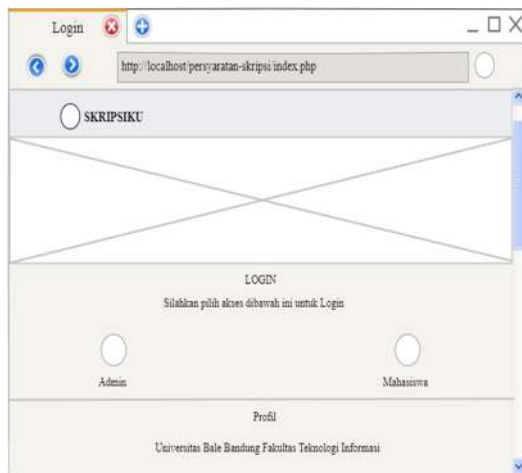 Login
http://localhost/persyaratan-skripsi/index.php
SKRIPSIKU
LOGIN
Silahkan pilih akses dibawah ini untuk Login
Admin Mahasiswa
Profil
Universitas Bale Bandung Fakultas Teknologi Informasi